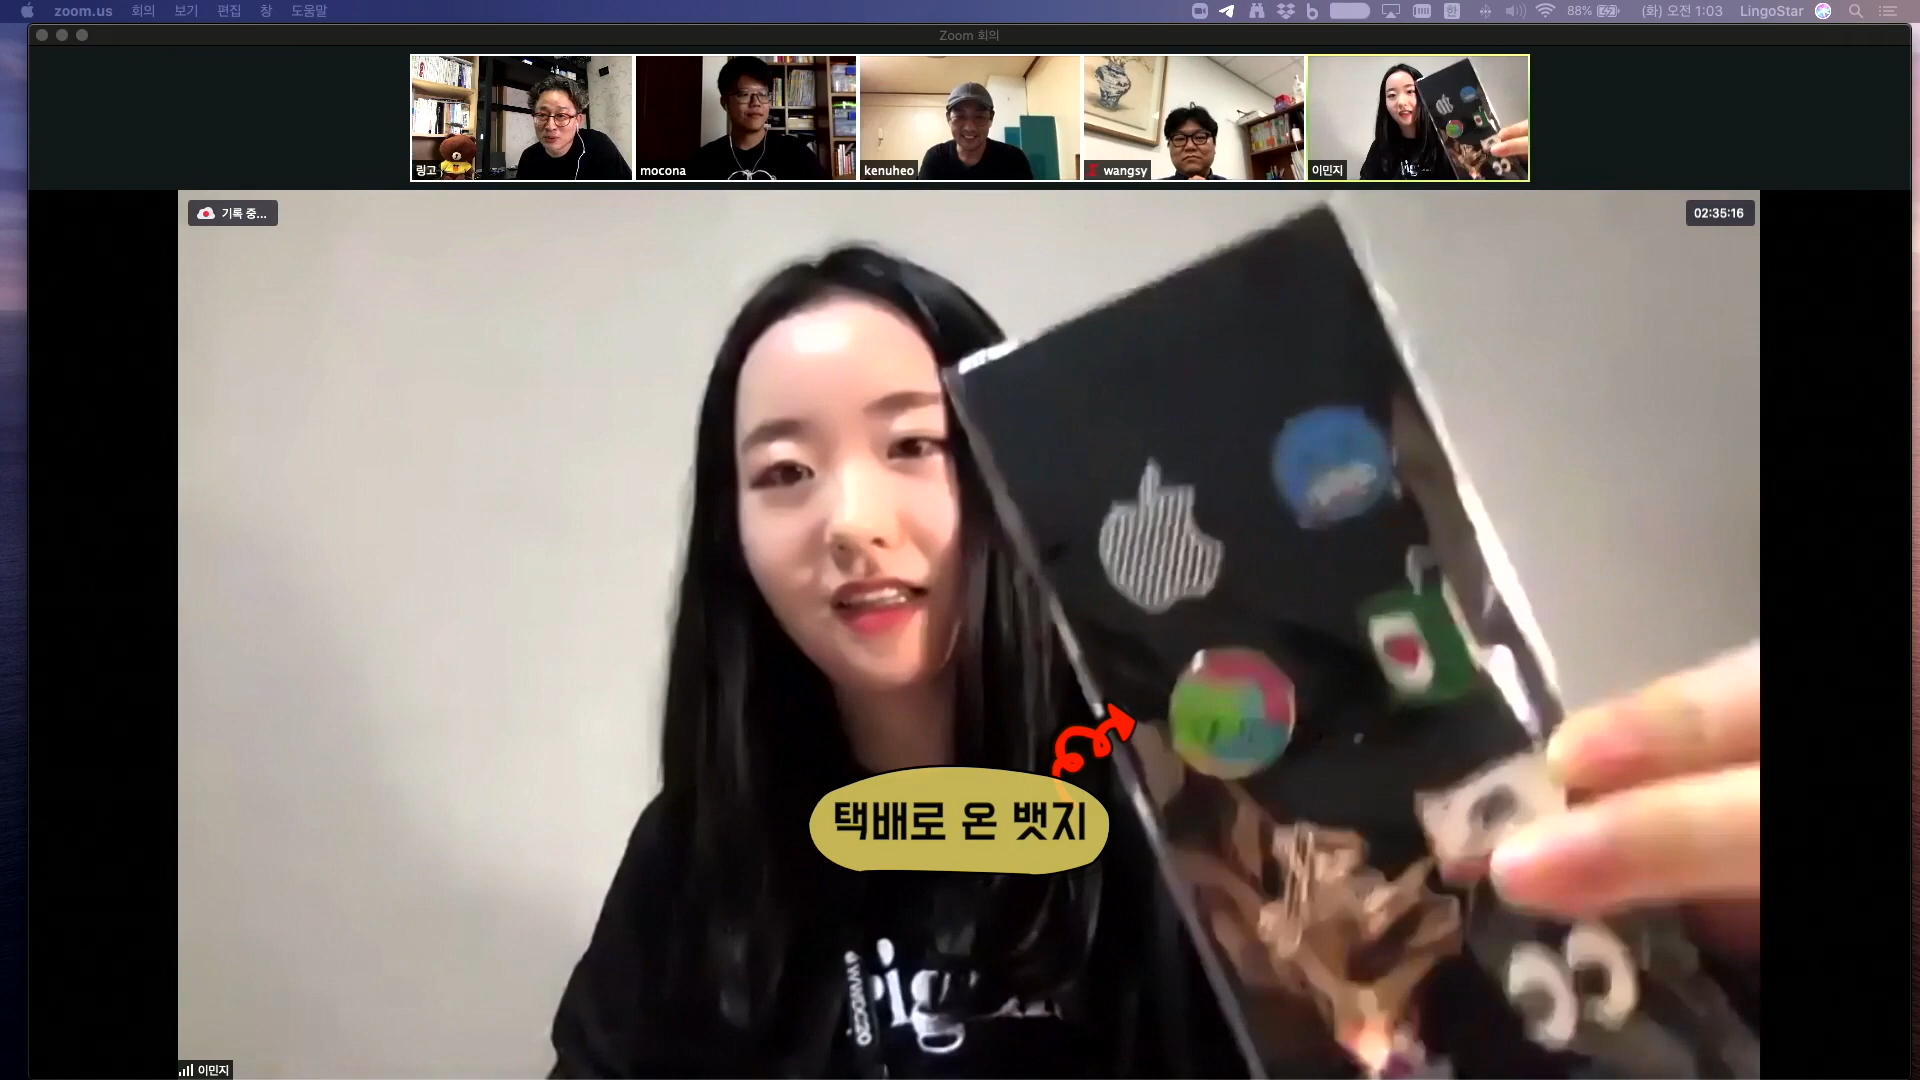 zoom.us 회의 보기 편집 창 도움말
88% (화) 오전 1:03 LingoStar
Zoom 회의
링고
mocona
kenuheo
wangsy
이민지
기록 중...
02:35:16
택배로 온 뱃지
이민지